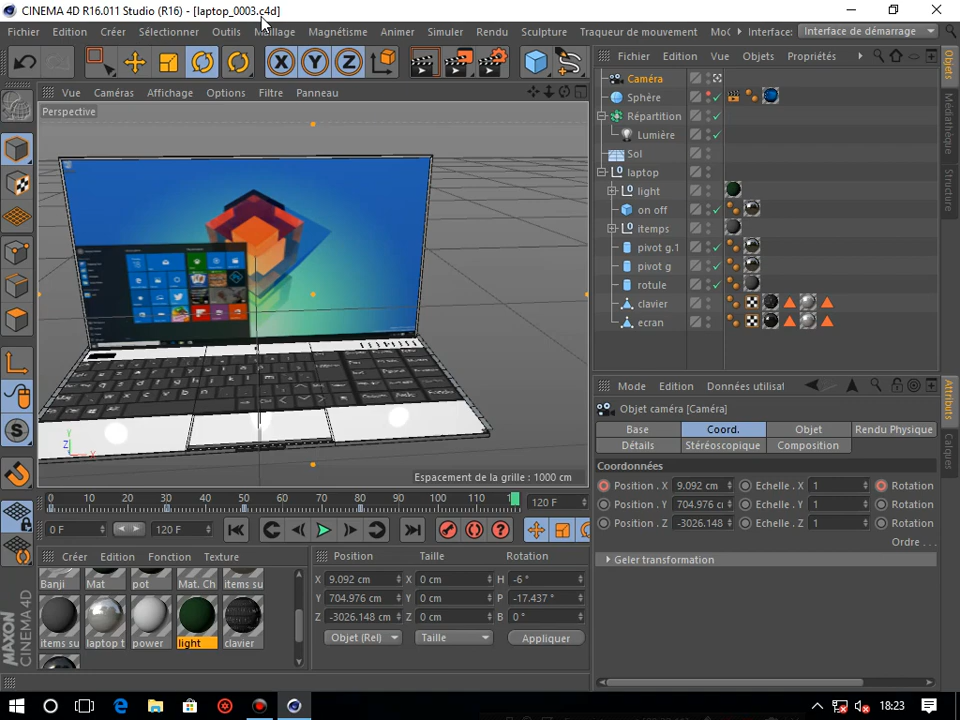 CINEMA 4D R16.011 Studio (R16) - [laptop_0003.c4d]
Fichier Edition Créer Sélectionner Outils Maillage Magnétisme Animer Simuler Rendu Sculpture Traqueur de mouvement Mo Interface: Interface de démarrage
X Y Z
Fichier Edition Vue Objets Propriétés
Vue Caméras Affichage Options Filtre Panneau
Perspective
Caméra
Sphère
Répartition
Lumière
Sol
laptop
light
on off
itemps
pivot g.1
pivot g
rotule
clavier
ecran
Objets
Médiathèque
Structure
Mode Edition Données utilisat
Objet caméra [Caméra]
Base Coord. Objet Rendu Physique
Détails Stéréoscopique Composition
Coordonnées
Position . X 9.092 cm Echelle . X 1 Rotation
Position . Y 704.976 cm Echelle . Y 1 Rotation
Position . Z -3026.148 Echelle . Z 1 Rotation
Ordre . . .
Geler transformation
Attributs
Calques
Y
Z X
Espacement de la grille : 1000 cm
0 10 20 30 40 50 60 70 80 90 100 110 120 F
0 F 120 F
Créer Edition Fonction Texture
Banji Mat pot Mat. Ch items su
items su laptop t power light clavier
Position Taille Rotation
X 9.092 cm X 0 cm H -6 °
Y 704.976 cm Y 0 cm P -17.437 °
Z -3026.148 cm Z 0 cm B 0 °
Objet (Rel) Taille Appliquer
MAXON
CINEMA 4D
18:23